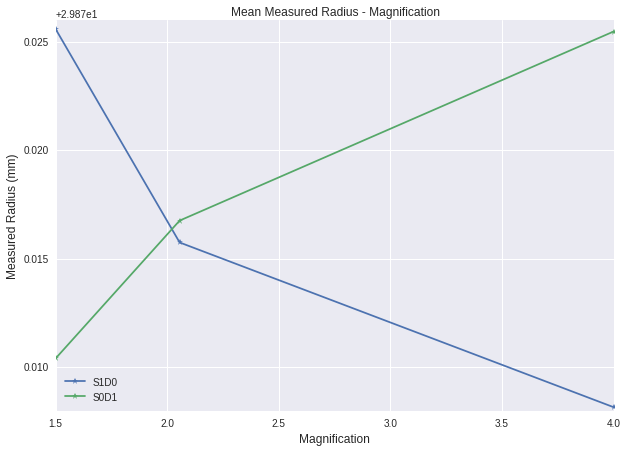 Mean Measured Radius - Magnification
+2.987e1
0.025
0.020
0.015
0.010
Measured Radius (mm)
S1D0
S0D1
1.5 2.0 2.5 3.0 3.5 4.0
Magnification